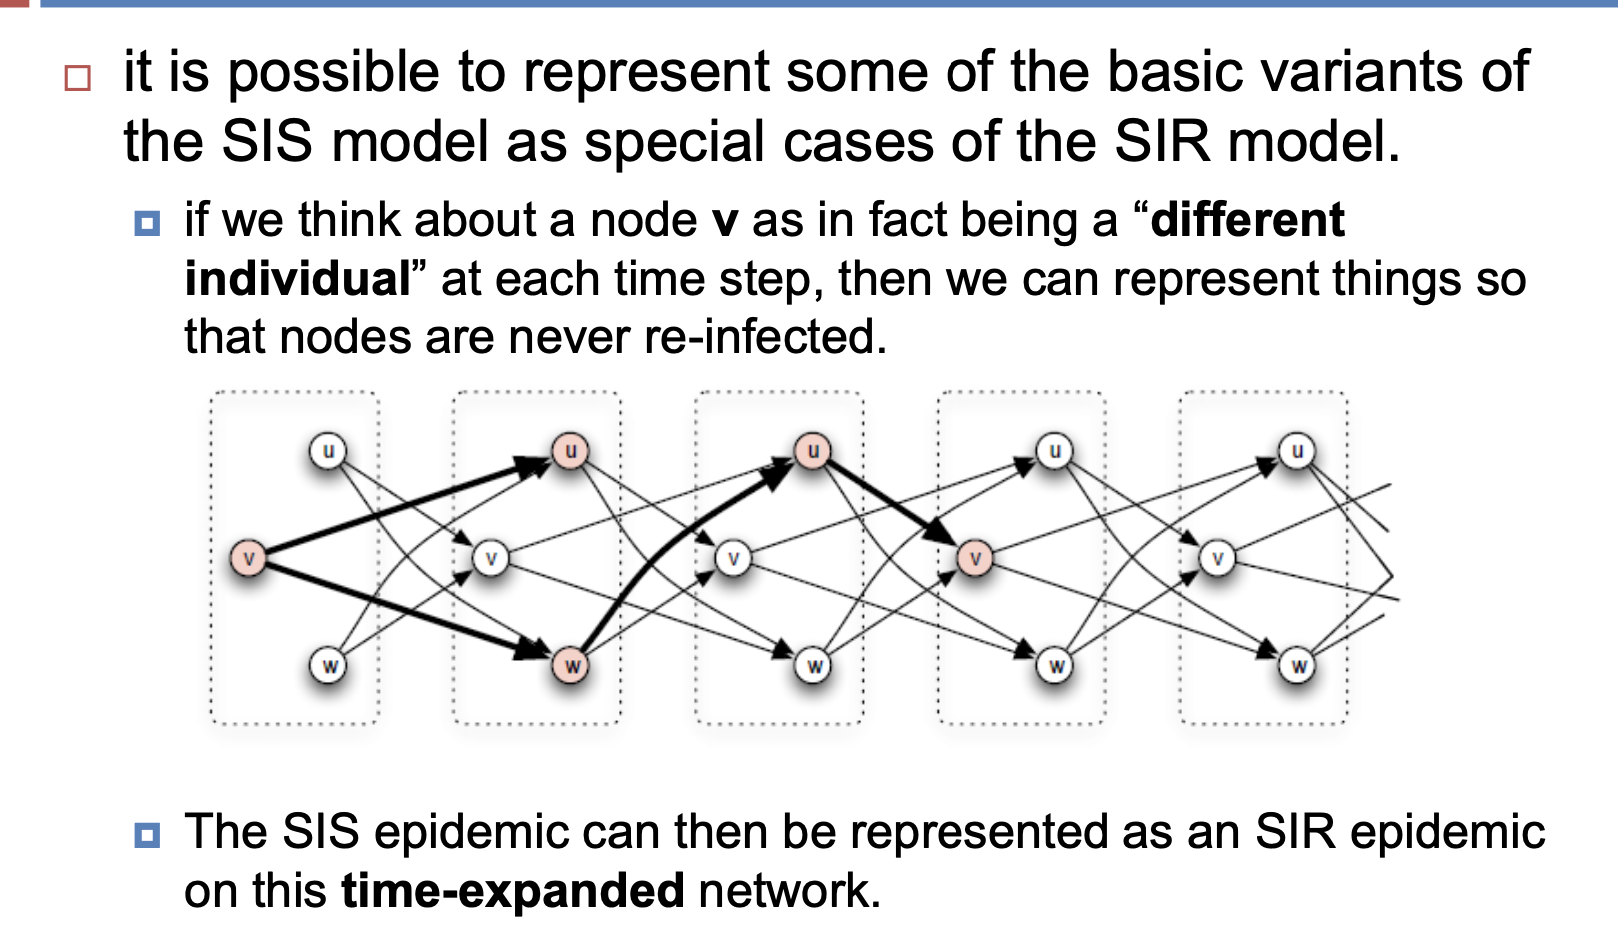 it is possible to represent some of the basic variants of
the SIS model as special cases of the SIR model.
if we think about a node v as in fact being a “different
individual” at each time step, then we can represent things so
that nodes are never re-infected.
u u u u u
v v v v v
w w w w w
The SIS epidemic can then be represented as an SIR epidemic
on this time-expanded network.